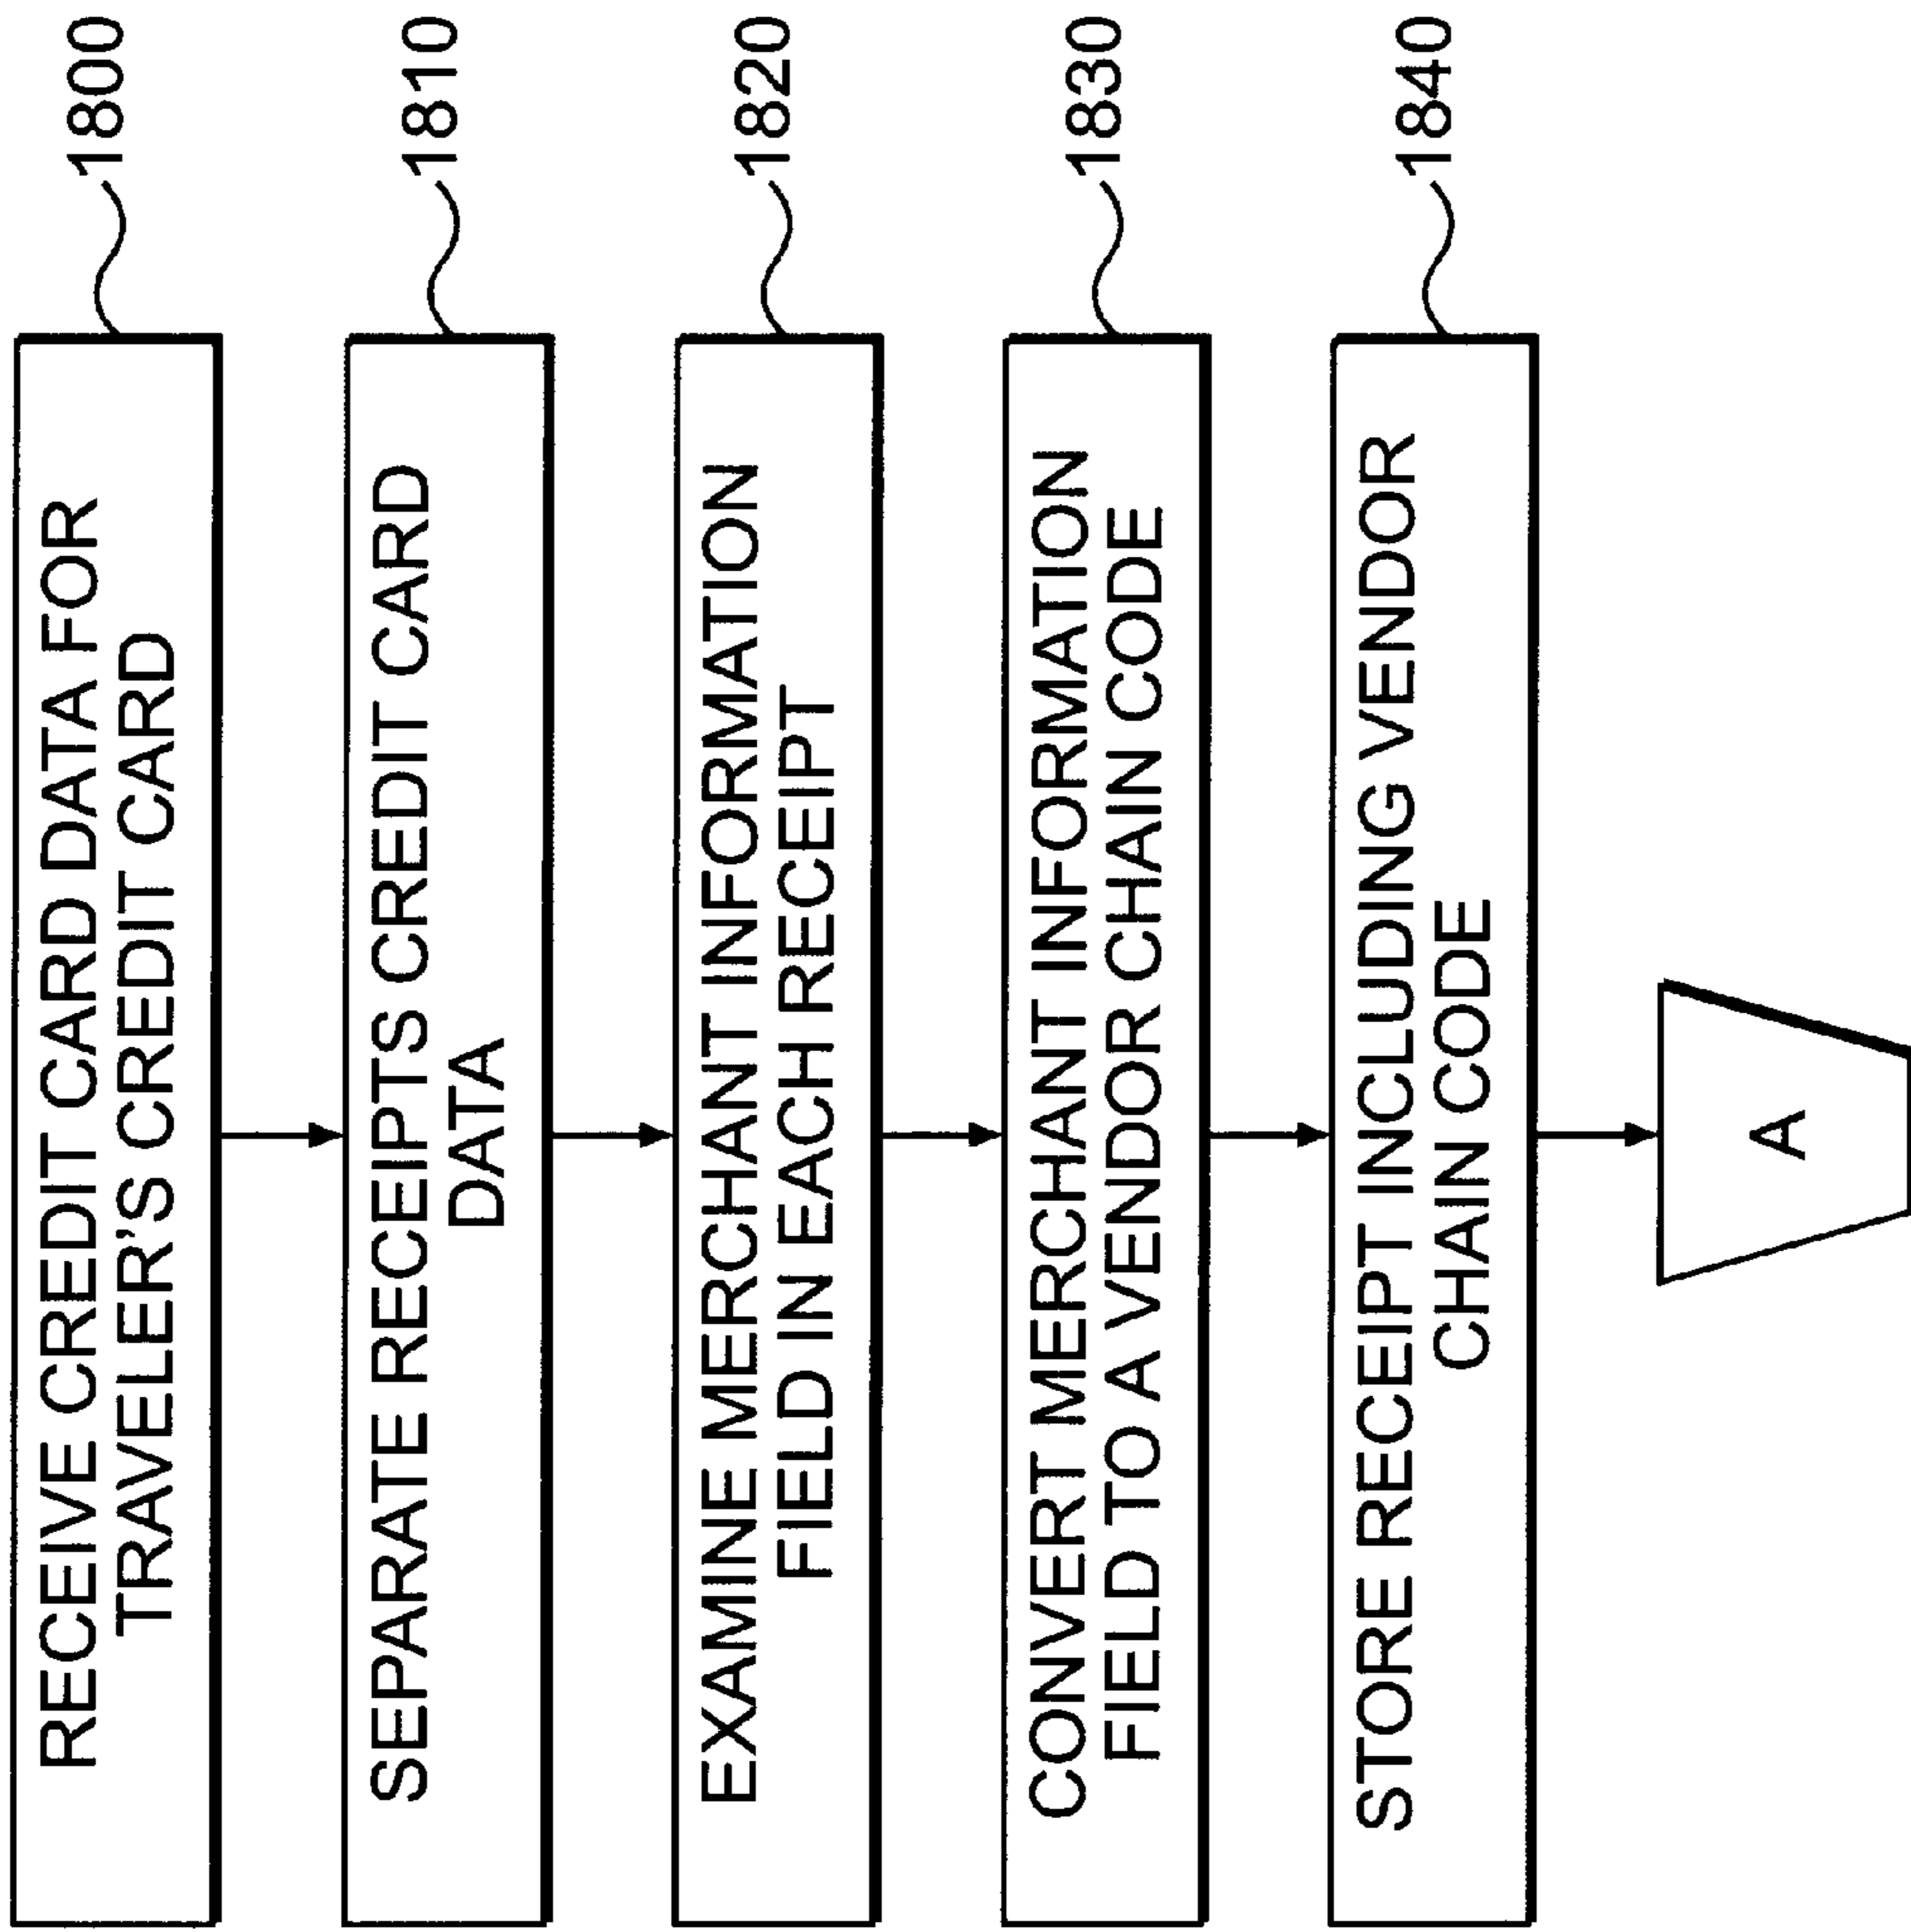 RECEIVE CREDIT CARD DATA FOR
TRAVELER'S CREDIT CARD
1800
SEPARATE RECEIPTS CREDIT CARD
DATA
1810
EXAMINE MERCHANT INFORMATION
FIELD IN EACH RECEIPT
1820
CONVERT MERCHANT INFORMATION
FIELD TO A VENDOR CHAIN CODE
1830
STORE RECEIPT INCLUDING VENDOR
CHAIN CODE
1840
A